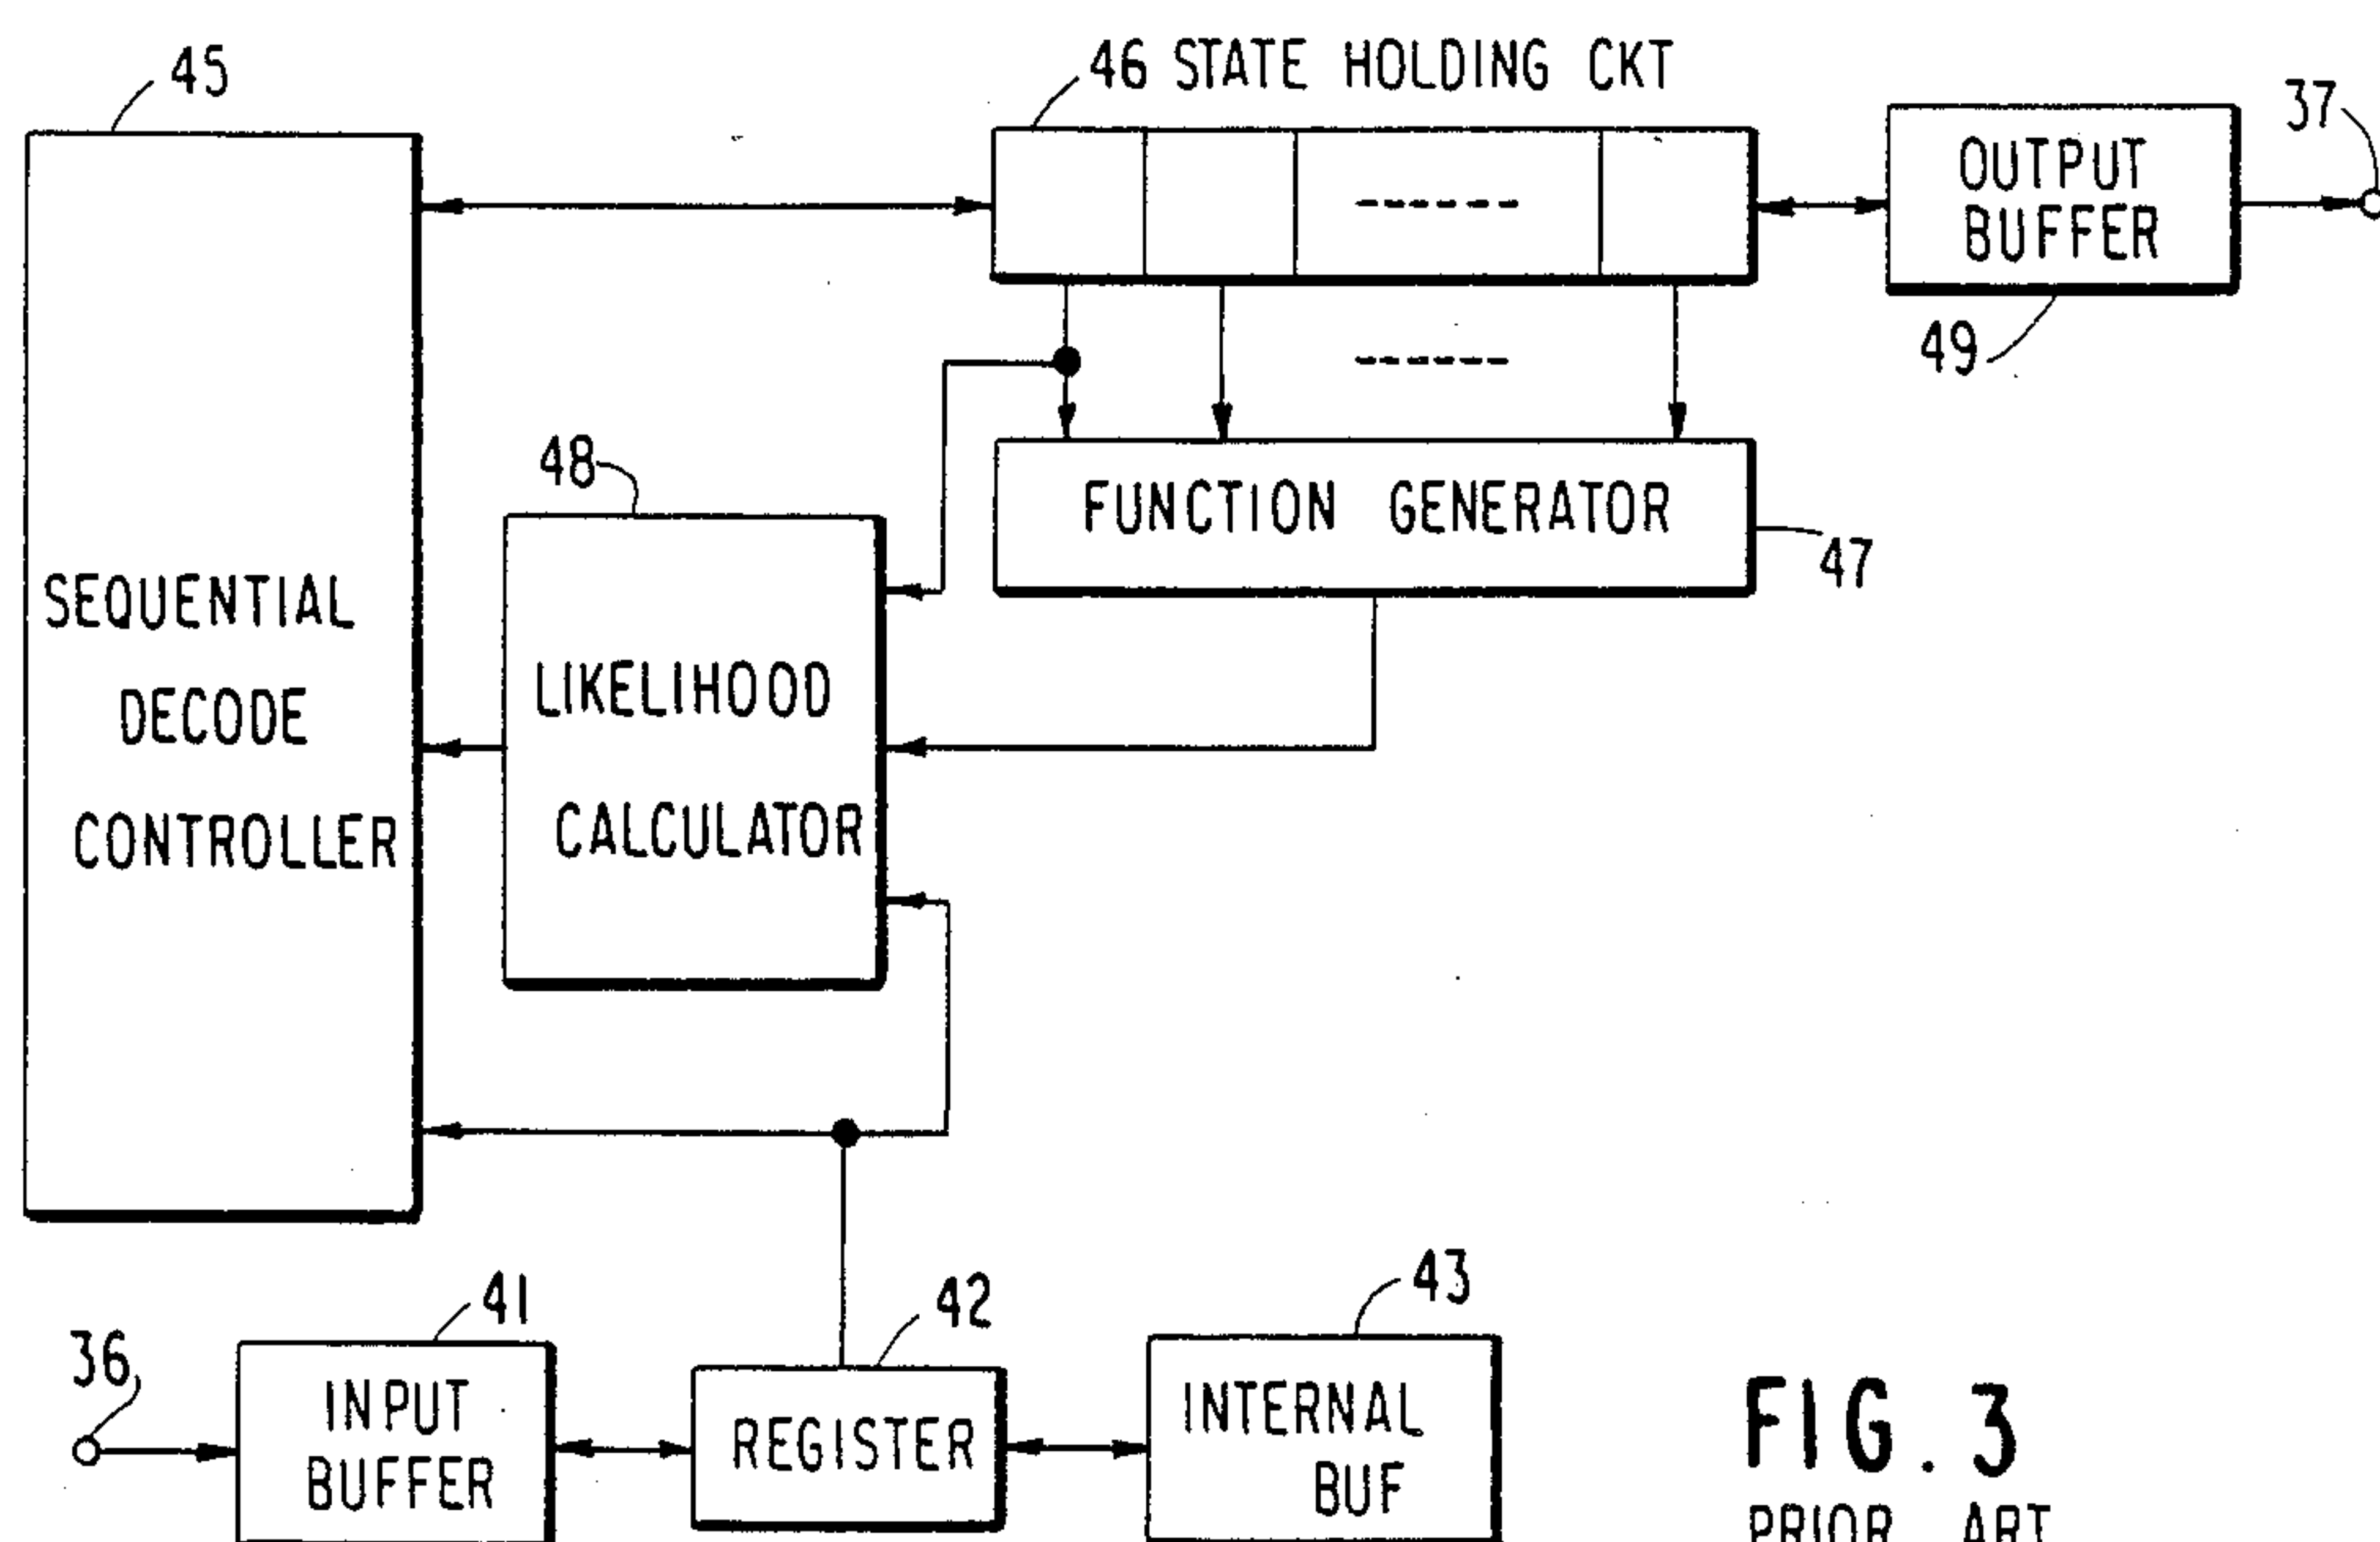 45
46 STATE HOLDING CKT
37
OUTPUT
BUFFER
49
48
FUNCTION GENERATOR
47
SEQUENTIAL
DECODE
CONTROLLER
LIKELIHOOD
CALCULATOR
36
41
INPUT
BUFFER
42
REGISTER
43
INTERNAL
BUF
FIG. 3
PRIOR ART